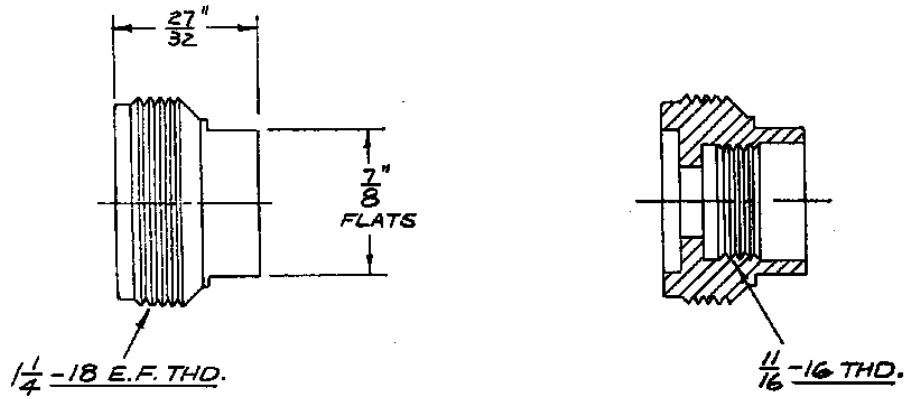 27/32"
7/8"
FLATS
1 1/4 -18 E.F. THD.
11/16 -16 THD.